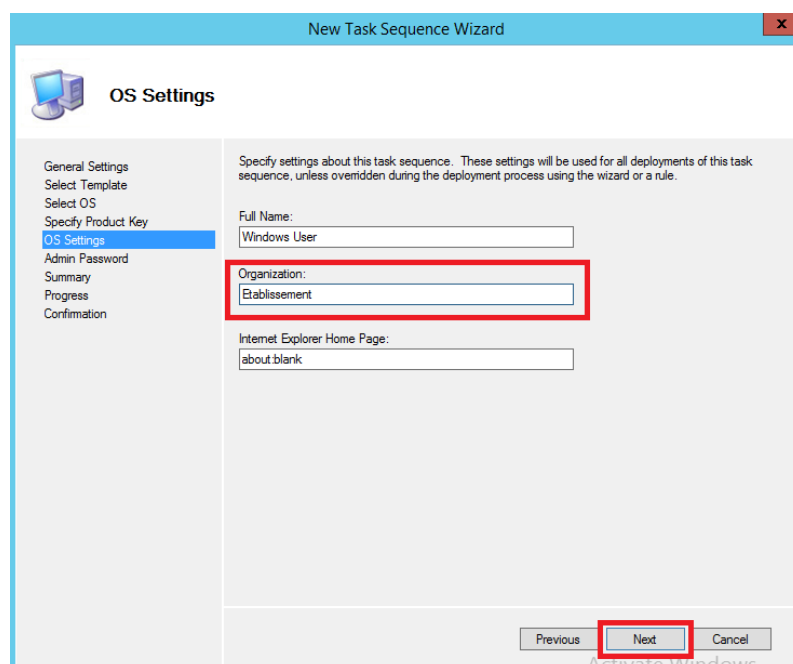 New Task Sequence Wizard
x
OS Settings
General Settings
Select Template
Select OS
Specify Product Key
OS Settings
Admin Password
Summary
Progress
Confirmation
Specify settings about this task sequence. These settings will be used for all deployments of this task
sequence, unless overridden during the deployment process using the wizard or a rule.
Full Name:
Windows User
Organization:
Etablissement
Internet Explorer Home Page:
about:blank
Previous
Next
Cancel
Activate Windows